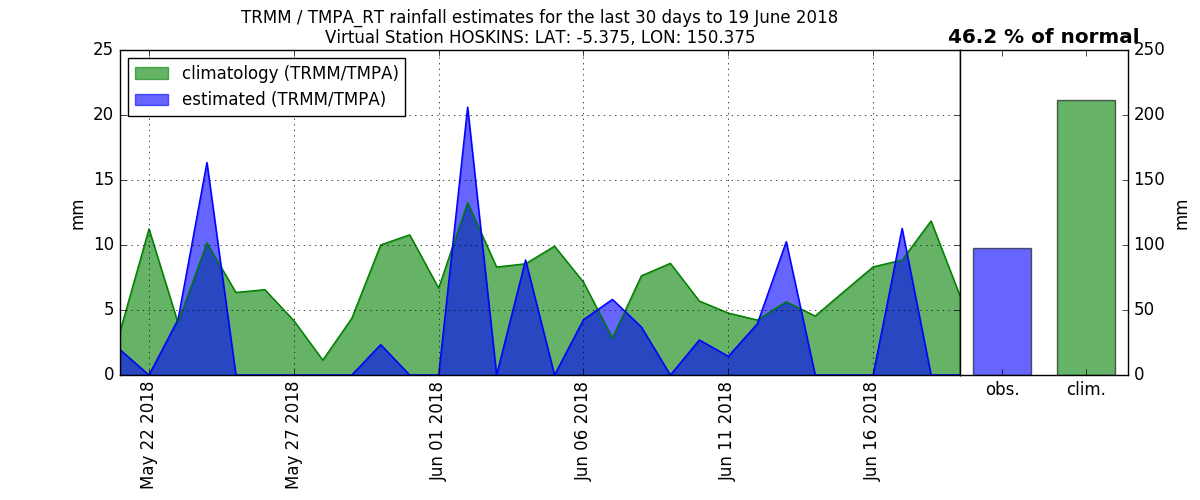 TRMM / TMPA_RT rainfall estimates for the last 30 days to 19 June 2018
Virtual Station HOSKINS: LAT: -5.375, LON: 150.375
46.2 % of normal
climatology (TRMM/TMPA)
estimated (TRMM/TMPA)
25
20
15
10
5
0
mm
May 22 2018
May 27 2018
Jun 01 2018
Jun 06 2018
Jun 11 2018
Jun 16 2018
250
200
150
100
50
0
mm
obs.
clim.